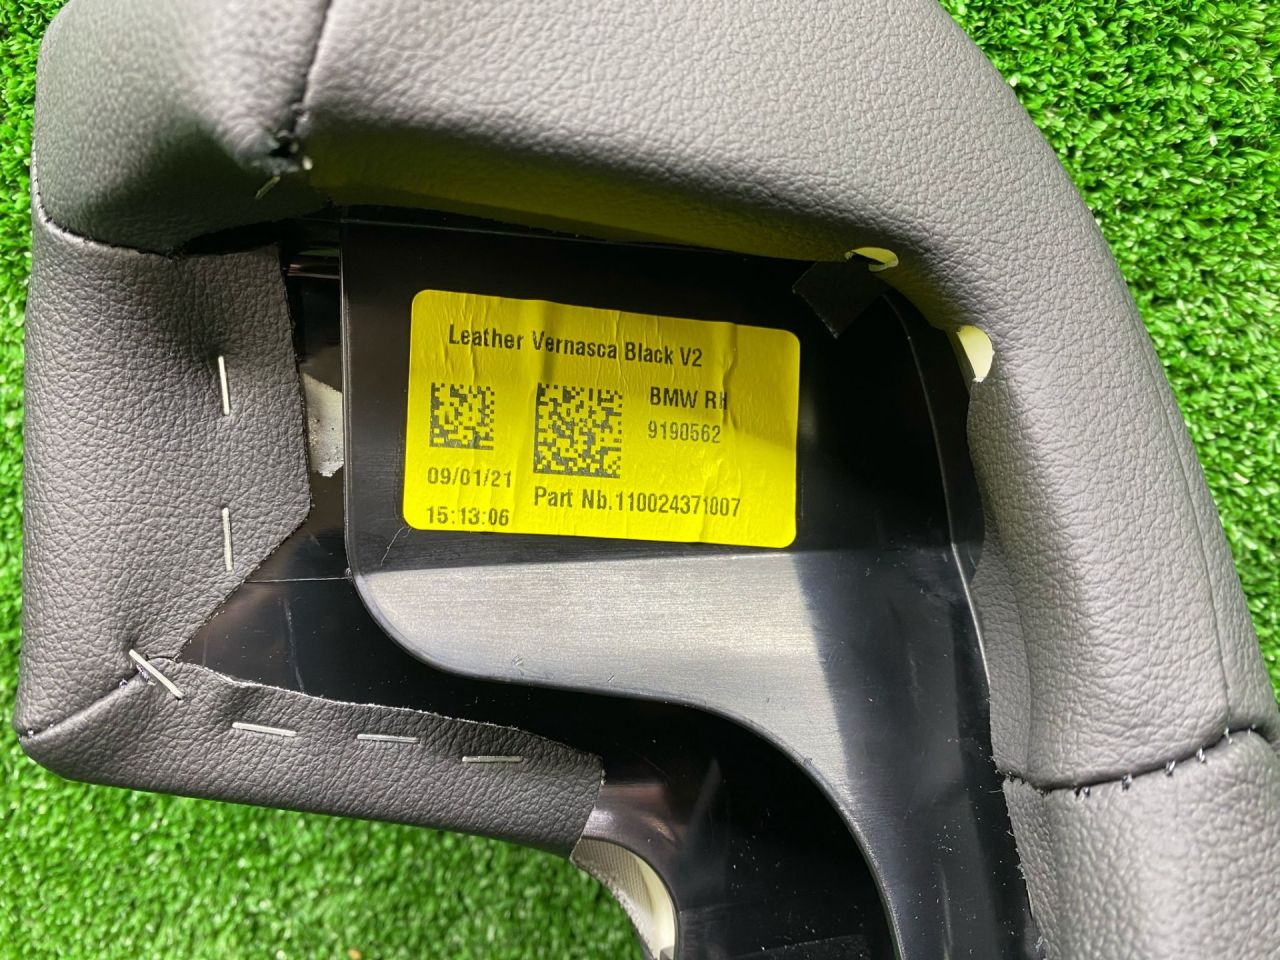 Leather Vernasca Black V2
BMW RH
9190562
09/01/21
15:13:06
Part Nb.110024371007